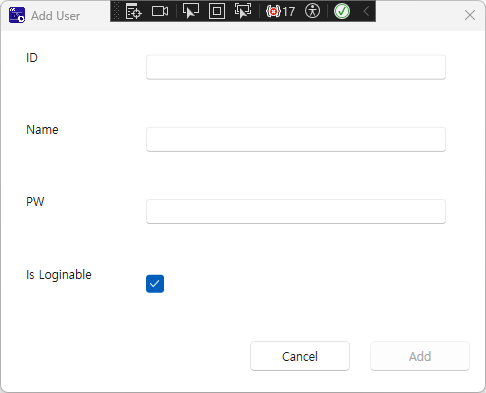 Add User
17
ID
Name
PW
Is Loginable
Cancel
Add